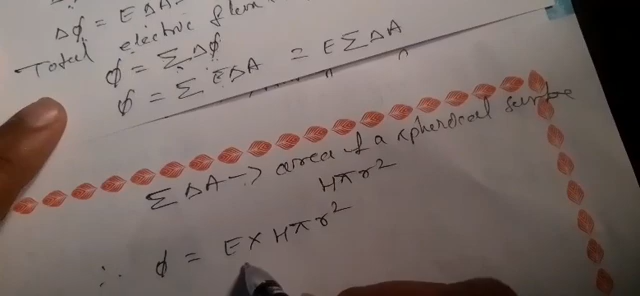 Δϕ = EΔA
Total electric flux
ϕ = ΣΔϕ
ϕ = ΣEΔA = EΣΔA
ΣΔA → area of a spherical surface
4πr²
∴ ϕ = E×4πr²